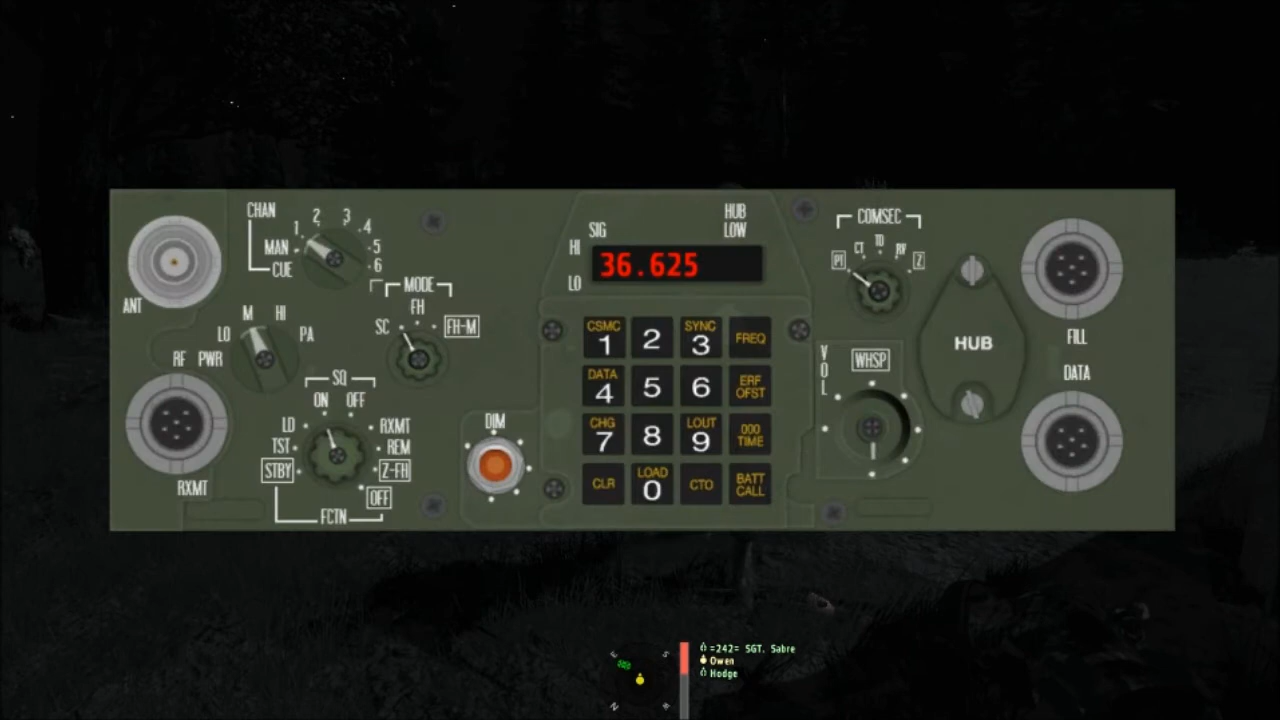 CHAN
1 2 3 4 5 6
MAN
CUE
ANT
MODE
SC FH FH-M
LO M HI PA
RF PWR
SQ
ON OFF
LD
TST
STBY
RXMT
REM
Z-FH
OFF
FCTN
RXMT
DIM
SIG
HI
LO
HUB
LOW
36.625
CSMC 1
2
SYNC 3
FREQ
DATA 4
5
6
ERF OFST
CHG 7
8
LOUT 9
000 TIME
CLR
LOAD 0
CTO
BATT CALL
COMSEC
PT CT TD RV Z
VOL
WHSP
HUB
FILL
DATA
E S
N W
=242= SGT. Sabre
Owen
Hodge